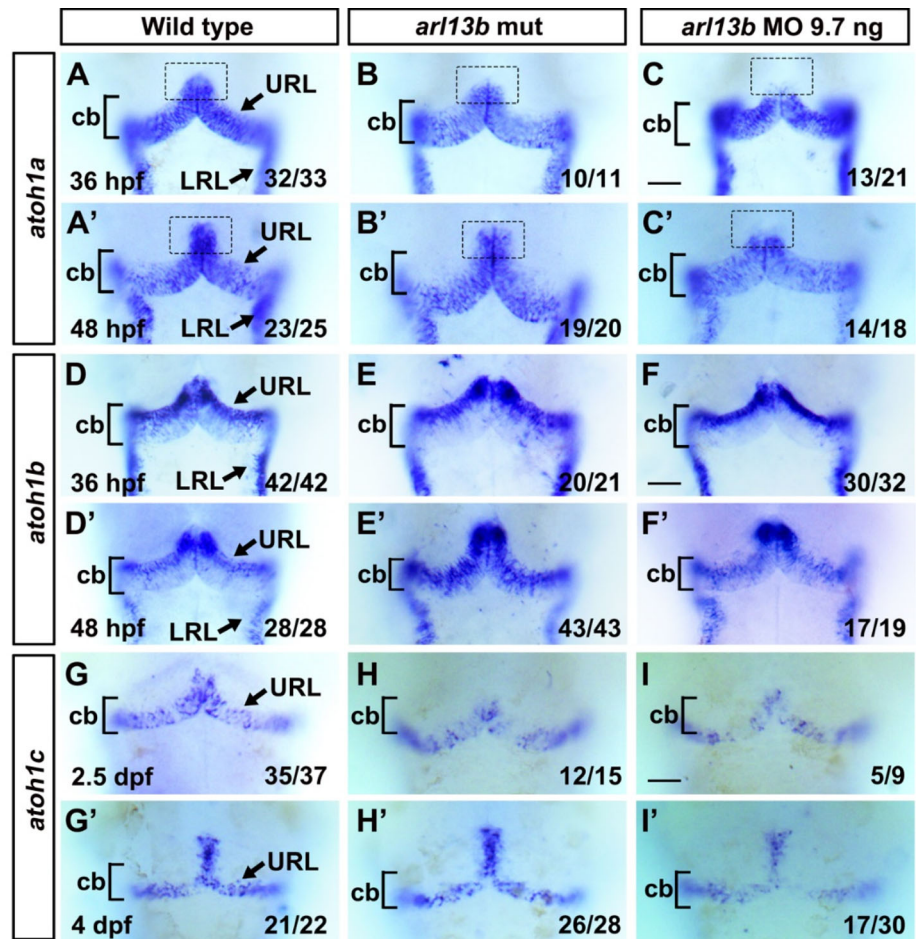 Wild type
arl13b mut
arl13b MO 9.7 ng
atoh1a
A
URL
cb
36 hpf
LRL
32/33
B
cb
10/11
C
cb
13/21
A'
URL
cb
48 hpf
LRL
23/25
B'
cb
19/20
C'
cb
14/18
atoh1b
D
URL
cb
36 hpf
LRL
42/42
E
cb
20/21
F
cb
30/32
D'
URL
cb
48 hpf
LRL
28/28
E'
cb
43/43
F'
cb
17/19
atoh1c
G
URL
cb
2.5 dpf
35/37
H
cb
12/15
I
cb
5/9
G'
URL
cb
4 dpf
21/22
H'
cb
26/28
I'
cb
17/30